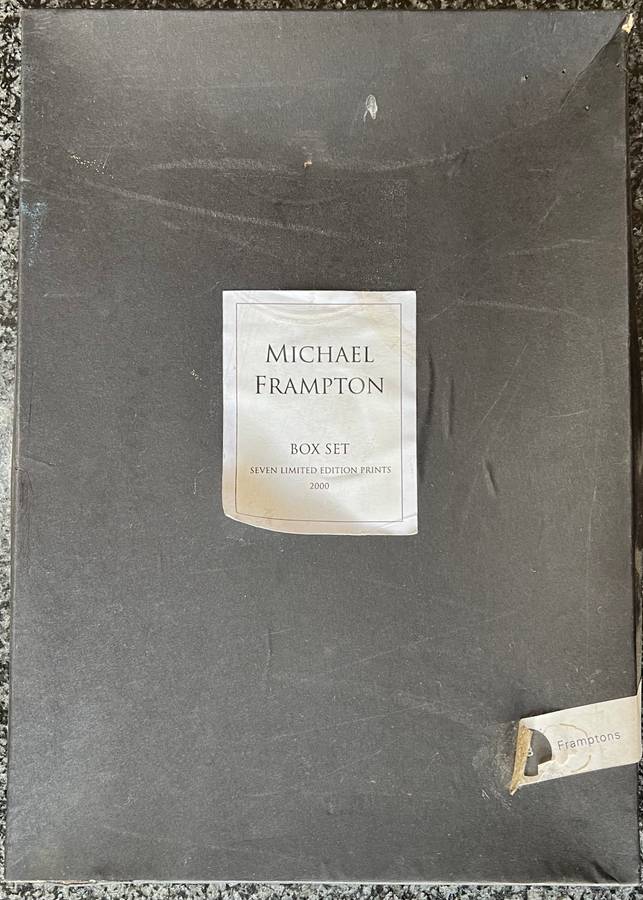 MICHAEL
FRAMPTON
BOX SET
SEVEN LIMITED EDITION PRINTS
2000
Framptons